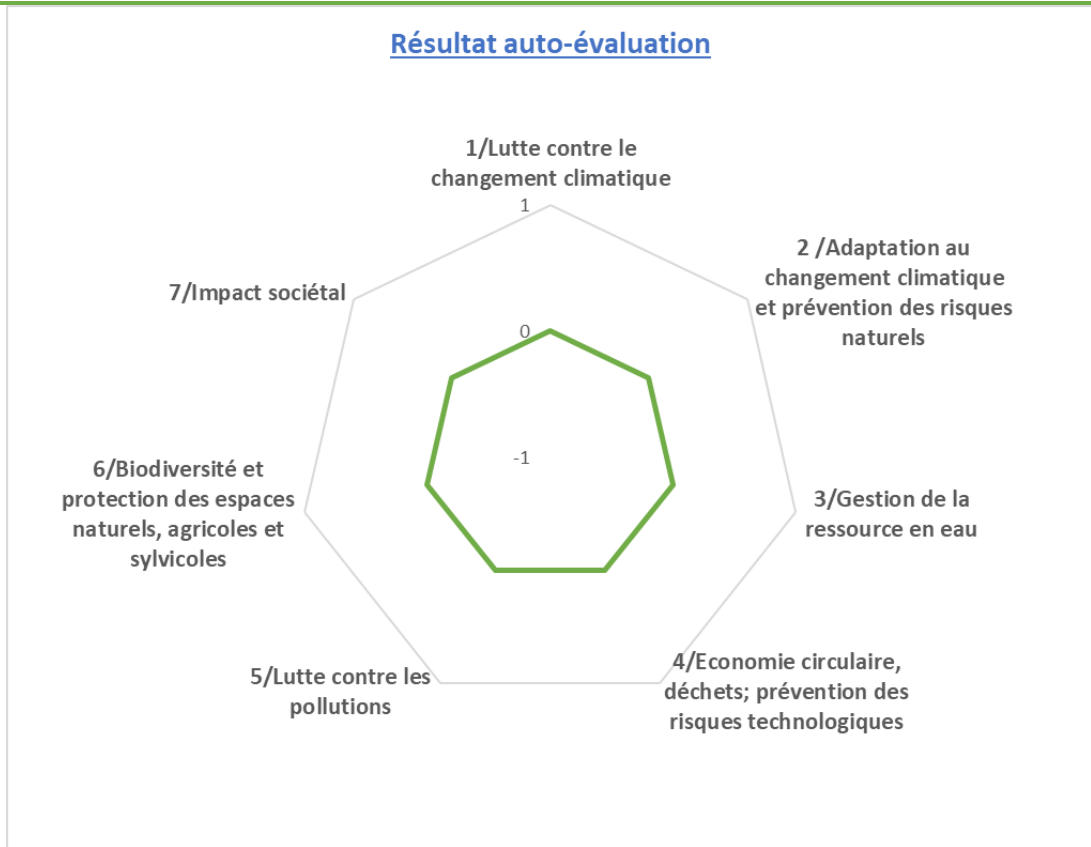 Résultat auto-évaluation
1/Lutte contre le
changement climatique
1
2 /Adaptation au
changement climatique
et prévention des risques
naturels
7/Impact sociétal
0
-1
6/Biodiversité et
protection des espaces
naturels, agricoles et
sylvicoles
3/Gestion de la
ressource en eau
4/Economie circulaire,
déchets; prévention des
risques technologiques
5/Lutte contre les
pollutions